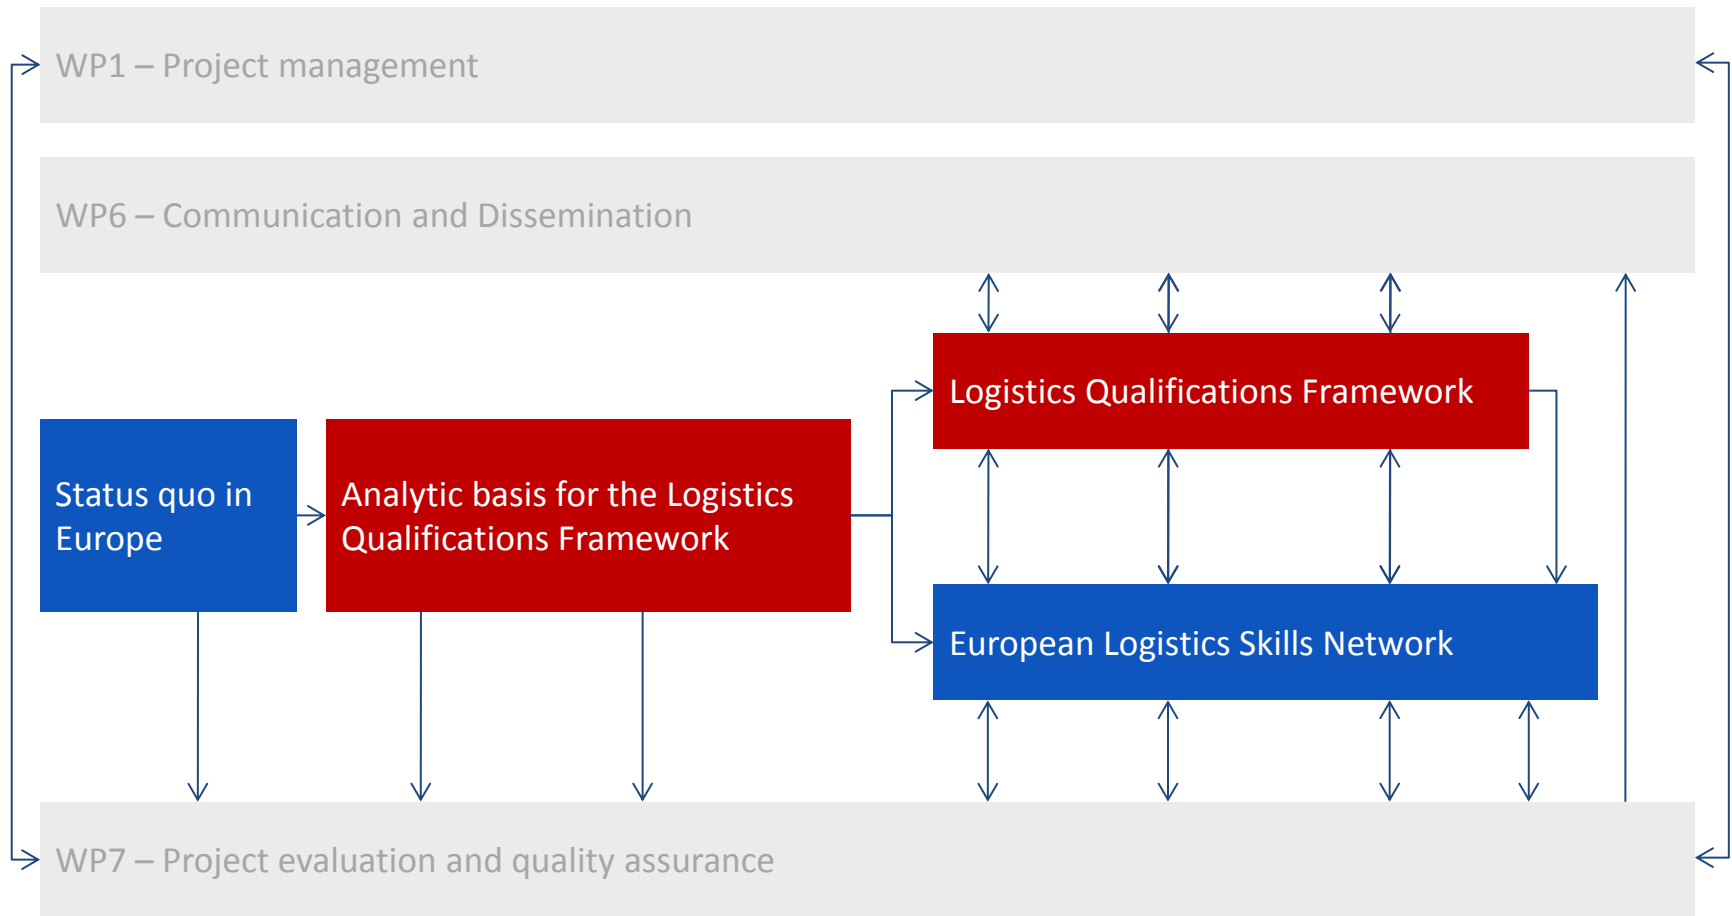 WP1 – Project management
WP6 – Communication and Dissemination
Logistics Qualifications Framework
Status quo in
Europe
Analytic basis for the Logistics
Qualifications Framework
European Logistics Skills Network
WP7 – Project evaluation and quality assurance